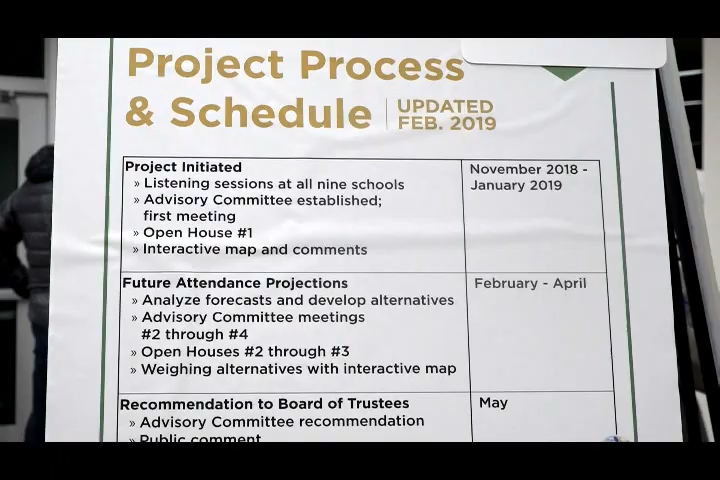 Project Process
& Schedule
UPDATED
FEB. 2019
Project Initiated
» Listening sessions at all nine schools
» Advisory Committee established;
first meeting
» Open House #1
» Interactive map and comments
November 2018 -
January 2019
Future Attendance Projections
» Analyze forecasts and develop alternatives
» Advisory Committee meetings
#2 through #4
» Open Houses #2 through #3
» Weighing alternatives with interactive map
February - April
Recommendation to Board of Trustees
» Advisory Committee recommendation
» Public comment
May